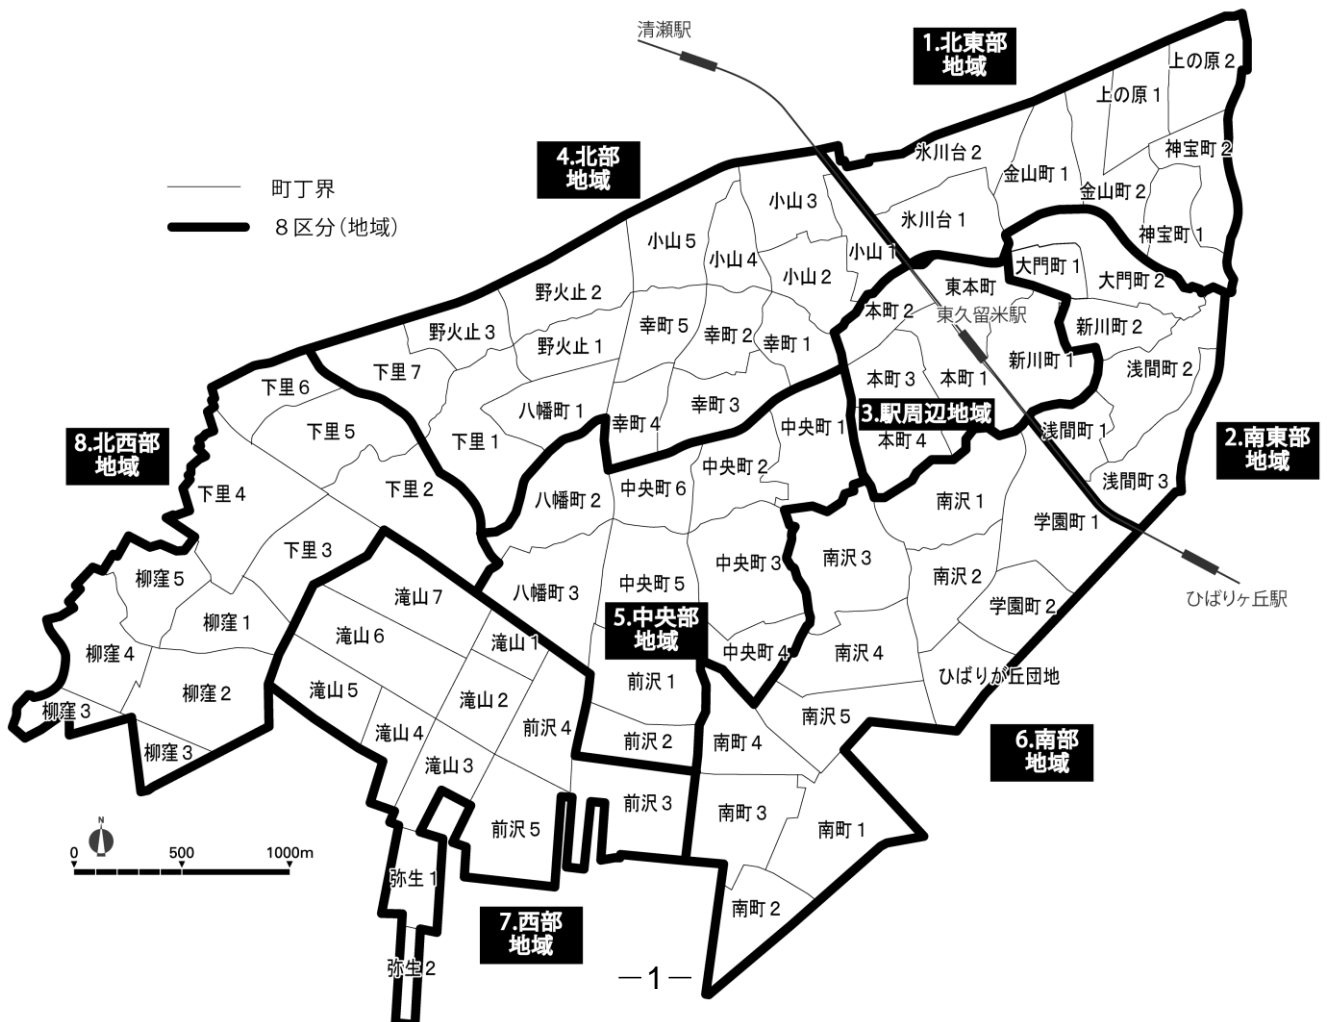 清瀬駅
1.北東部
地域
上の原 2
上の原 1
氷川台 2
神宝町 2
4.北部
地域
金山町 1
町丁界
金山町 2
小山 3
氷川台 1
8区分(地域)
神宝町 1
小山 5
小山 4
小山 1
小山 2
大門町 1
大門町 2
野火止 2
東本町
本町 2
東久留米駅
野火止 3
幸町 5
幸町 2
新川町 2
野火止 1
幸町 1
新川町 1
浅間町 2
下里 7
下里 6
本町 3
本町 1
八幡町 1
幸町 3
3.駅周辺地域
幸町 4
中央町 1
下里 5
下里 1
本町 4
浅間町 1
2.南東部
地域
8.北西部
地域
中央町 2
浅間町 3
下里 4
下里 2
八幡町 2
中央町 6
南沢 1
学園町 1
下里 3
南沢 3
中央町 3
柳窪 5
南沢 2
中央町 5
滝山 7
八幡町 3
ひばりヶ丘駅
学園町 2
柳窪 1
5.中央部
地域
滝山 6
滝山 1
柳窪 4
中央町 4
南沢 4
ひばりが丘団地
前沢 1
滝山 5
柳窪 2
滝山 2
柳窪 3
南沢 5
前沢 4
滝山 4
前沢 2
南町 4
6.南部
地域
柳窪 3
滝山 3
前沢 3
南町 3
前沢 5
南町 1
N
0 500 1000m
弥生 1
南町 2
7.西部
地域
弥生 2
―1―